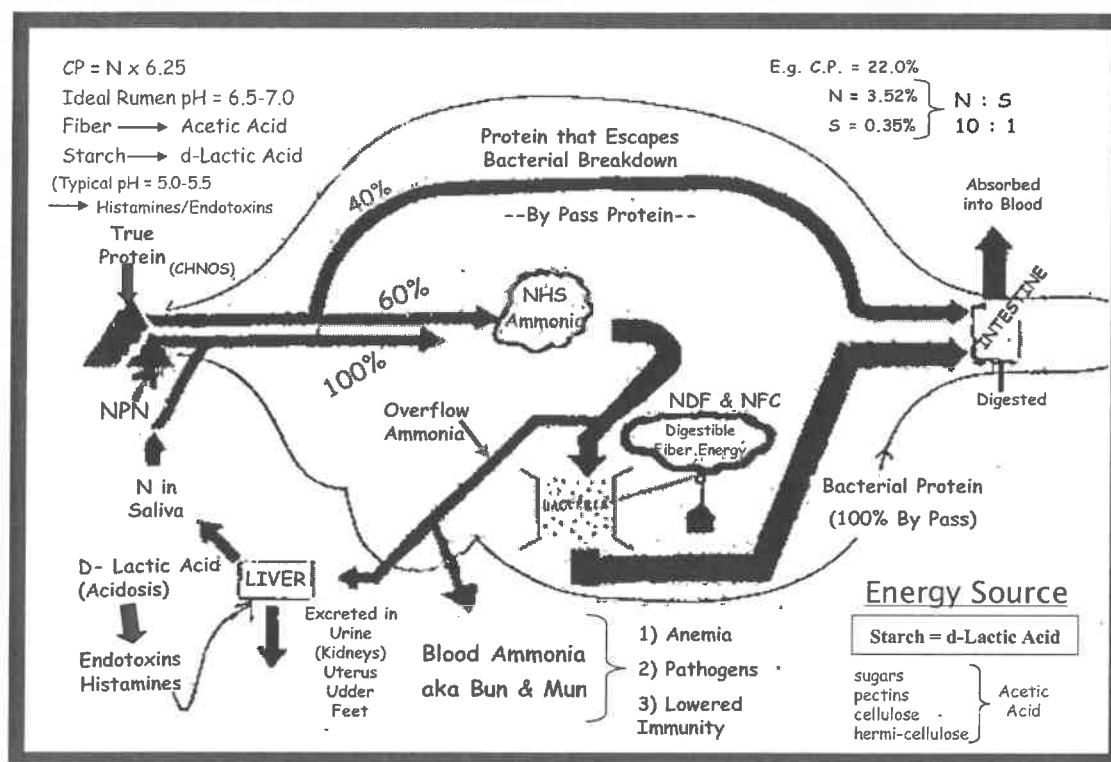 CP = N x 6.25
Ideal Rumen pH = 6.5-7.0
Fiber → Acetic Acid
Starch → d-Lactic Acid
(Typical pH = 5.0-5.5
→ Histamines/Endotoxins
True
Protein
(CHNOS)
E.g. C.P. = 22.0%
N = 3.52%
S = 0.35%
N : S
10 : 1
Protein that Escapes
Bacterial Breakdown
40%
--By Pass Protein--
Absorbed
into Blood
60%
NHS
Ammonia
INTESTINE
100%
NPN
Digested
Overflow
Ammonia
NDF & NFC
Digestible
Fiber Energy
BACTERIA
N in
Saliva
Bacterial Protein
(100% By Pass)
D- Lactic Acid
(Acidosis)
LIVER
Endotoxins
Histamines
Excreted in
Urine
(Kidneys)
Uterus
Udder
Feet
Blood Ammonia
aka Bun & Mun
1) Anemia
2) Pathogens
3) Lowered
Immunity
Energy Source
Starch = d-Lactic Acid
sugars
pectins
cellulose
hermi-cellulose
Acetic
Acid